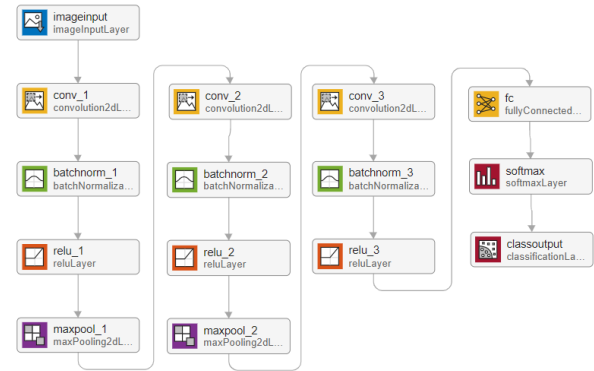 imageinput
imageInputLayer
conv_1
convolution2dL...
batchnorm_1
batchNormaliza...
relu_1
reluLayer
maxpool_1
maxPooling2dL...
conv_2
convolution2dL...
batchnorm_2
batchNormaliza...
relu_2
reluLayer
maxpool_2
maxPooling2dL...
conv_3
convolution2dL...
batchnorm_3
batchNormaliza...
relu_3
reluLayer
fc
fullyConnected...
softmax
softmaxLayer
classoutput
classificationLa...